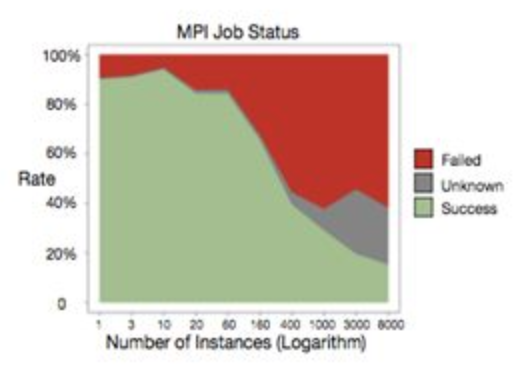 MPI Job Status
100%
80%
60%
40%
20%
0
Rate
1 3 10 20 60 160 400 1000 3000 8000
Number of Instances (Logarithm)
Failed
Unknown
Success